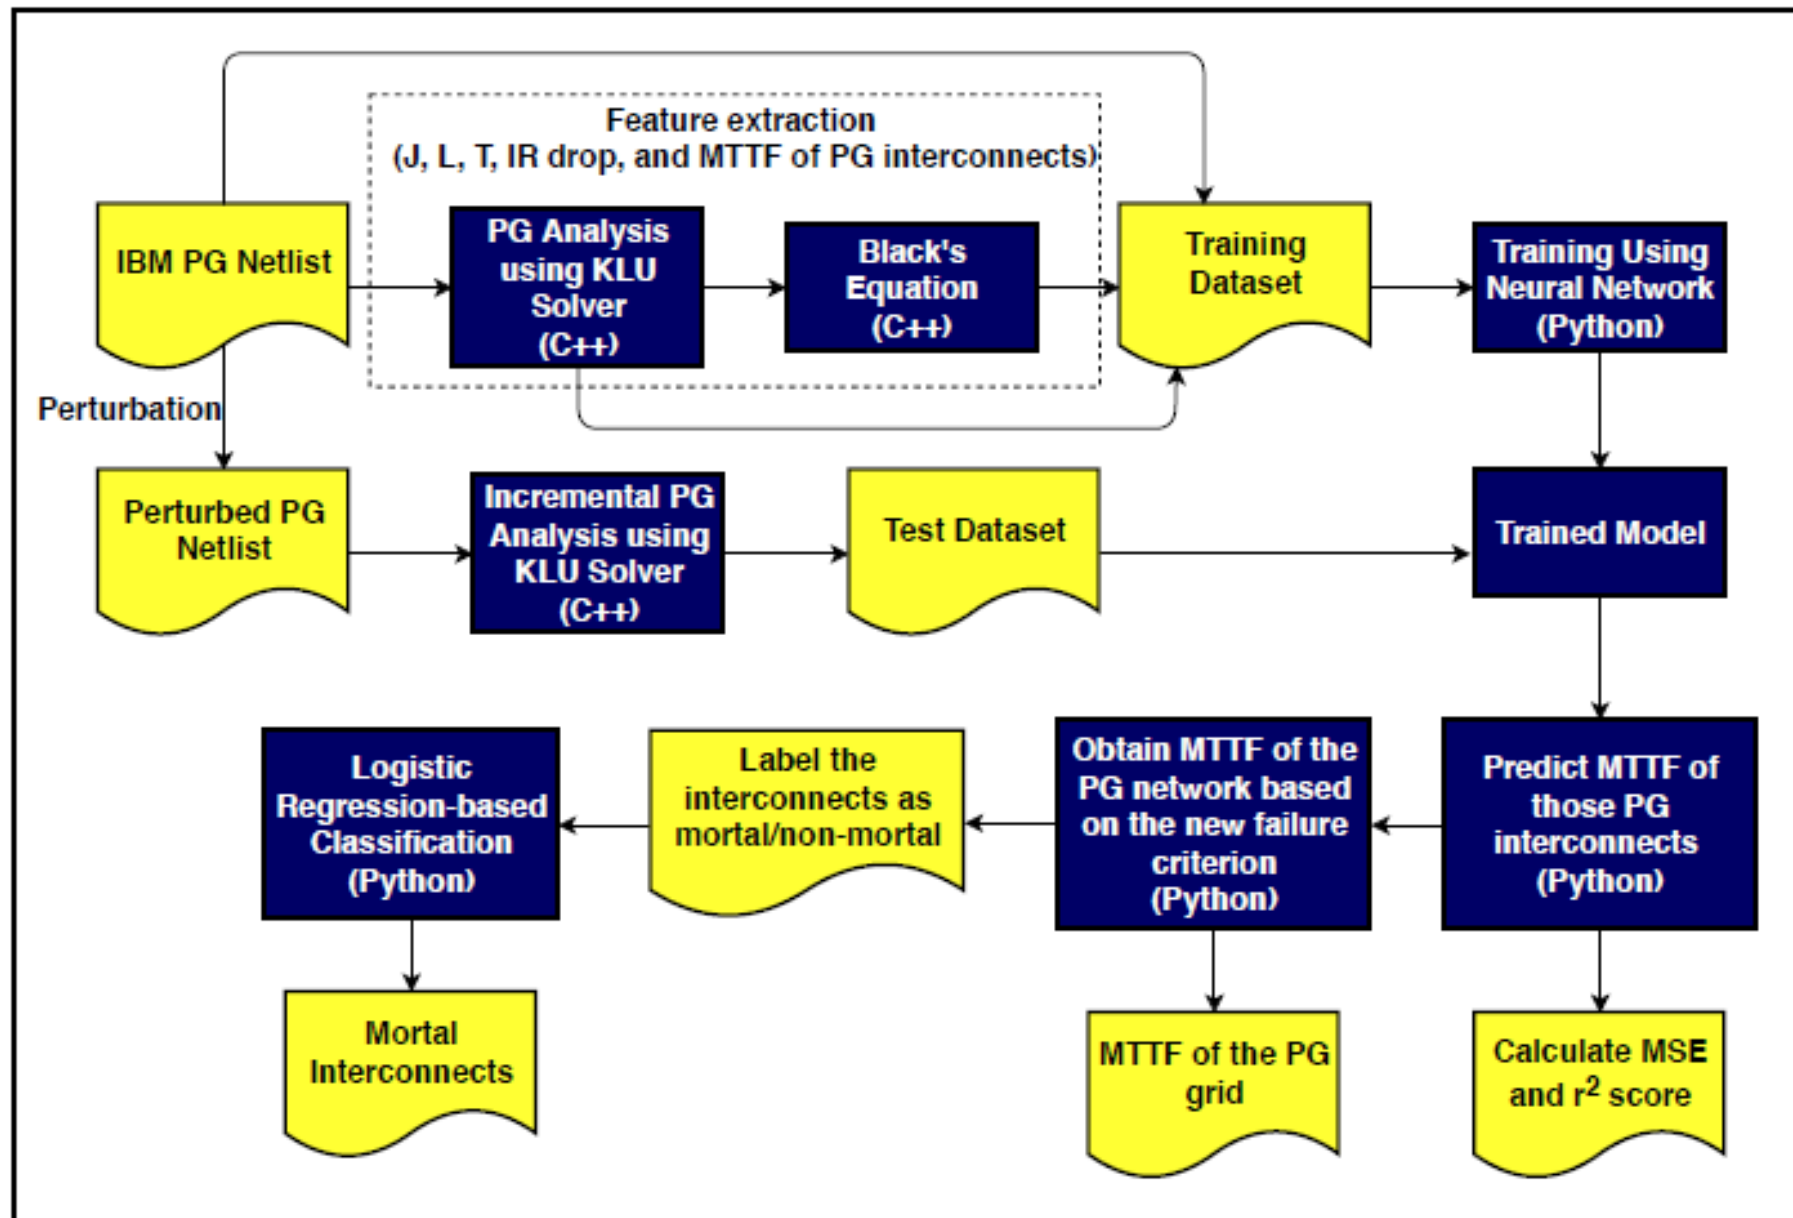 Feature extraction
(J, L, T, IR drop, and MTTF of PG interconnects)
IBM PG Netlist
PG Analysis
using KLU
Solver
(C++)
Black's
Equation
(C++)
Training
Dataset
Training Using
Neural Network
(Python)
Perturbation
Perturbed PG
Netlist
Incremental PG
Analysis using
KLU Solver
(C++)
Test Dataset
Trained Model
Logistic
Regression-based
Classification
(Python)
Label the
interconnects as
mortal/non-mortal
Obtain MTTF of the
PG network based
on the new failure
criterion
(Python)
Predict MTTF of
those PG
interconnects
(Python)
Mortal
Interconnects
MTTF of the PG
grid
Calculate MSE
and r² score